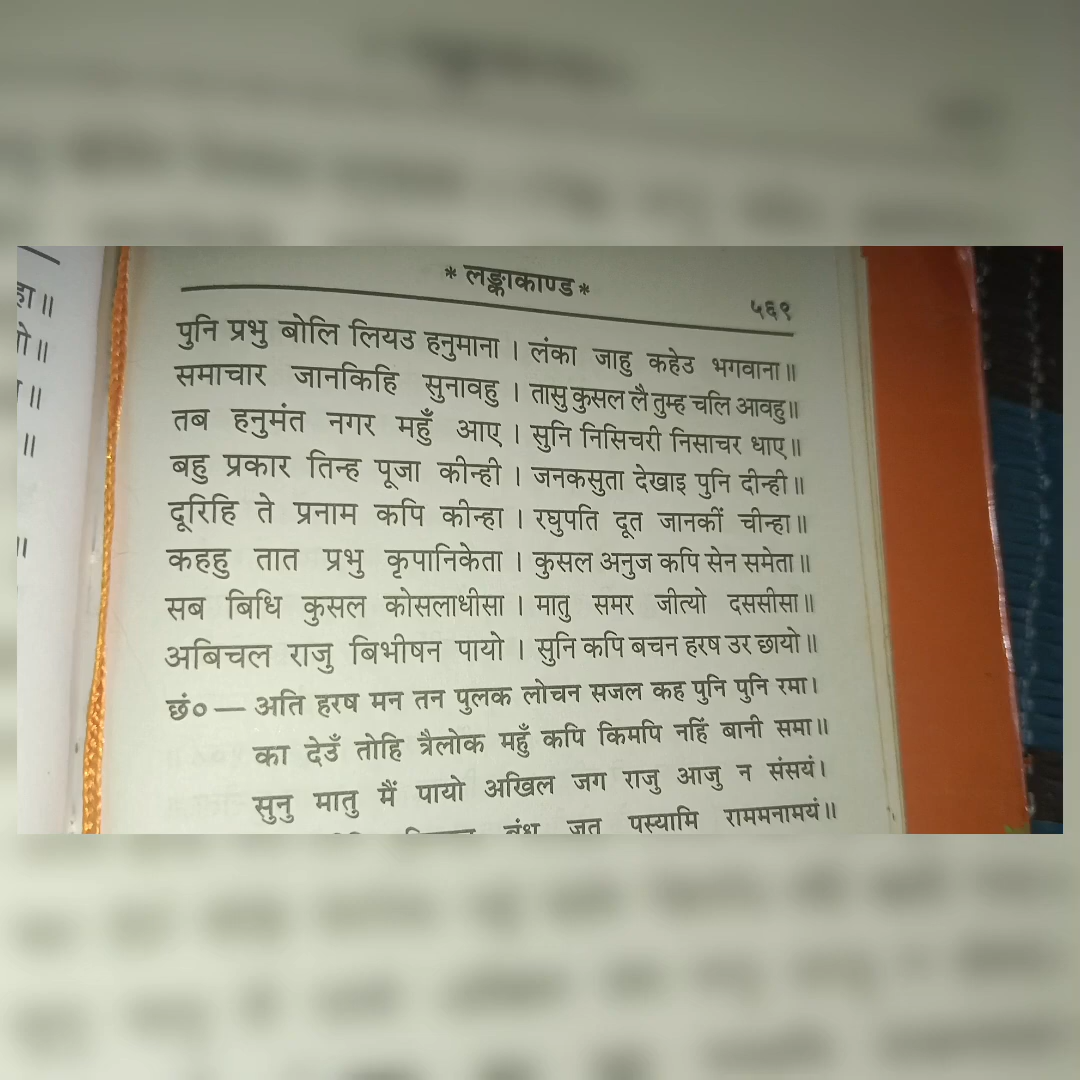 * लङ्काकाण्ड *
५६९
पुनि प्रभु बोलि लियउ हनुमाना । लंका जाहु कहेउ भगवाना ॥
समाचार जानकिहि सुनावहु । तासु कुसल लै तुम्ह चलि आवहु ॥
तब हनुमंत नगर महुँ आए । सुनि निसिचरी निसाचर धाए ॥
बहु प्रकार तिन्ह पूजा कीन्ही । जनकसुता देखाइ पुनि दीन्ही ॥
दूरिहि ते प्रनाम कपि कीन्हा । रघुपति दूत जानकीं चीन्हा ॥
कहहु तात प्रभु कृपानिकेता । कुसल अनुज कपि सेन समेता ॥
सब बिधि कुसल कोसलाधीसा । मातु समर जीत्यो दससीसा ॥
अबिचल राजु बिभीषन पायो । सुनि कपि बचन हरष उर छायो ॥
छं० — अति हरष मन तन पुलक लोचन सजल कह पुनि पुनि रमा ।
का देउँ तोहि त्रैलोक महुँ कपि किमपि नहिं बानी समा ॥
सुनु मातु मैं पायो अखिल जग राजु आजु न संसयं ।
जुत पस्यामि राममनामयं ॥